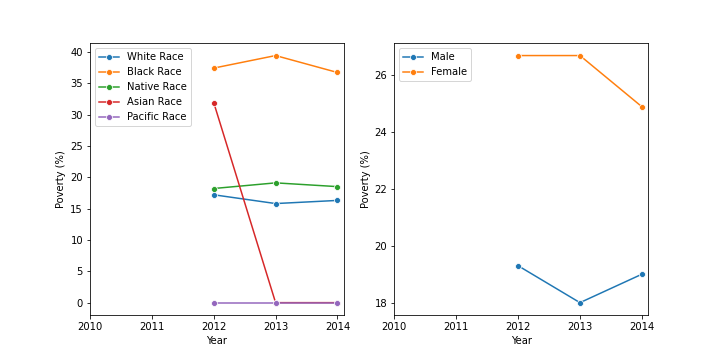 White Race
Black Race
Native Race
Asian Race
Pacific Race
40
35
30
25
20
15
10
5
0
Poverty (%)
2010 2011 2012 2013 2014
Year
Male
Female
26
24
22
20
18
Poverty (%)
2010 2011 2012 2013 2014
Year